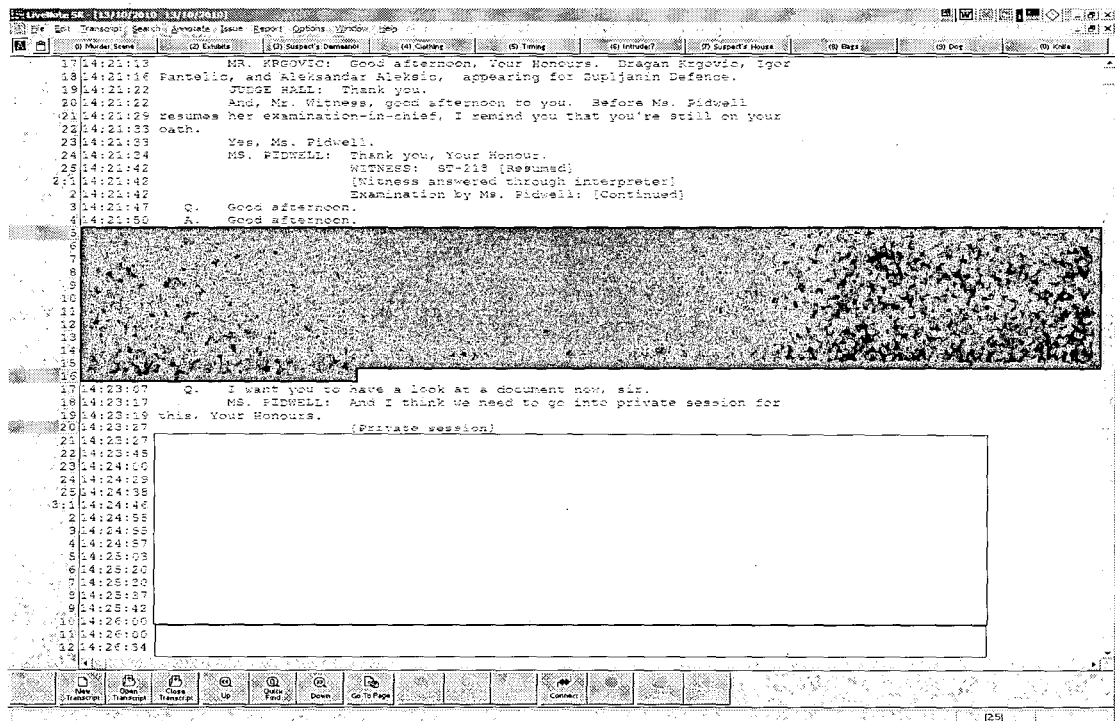 LiveNote SR - [13/10/2010 13/10/2010]
File Edit Transcript Search Annotate Issue Report Options Window Help
(1) Murder Scene (2) Exhibits (3) Suspect's Demeanor (4) Clothing (5) Timing (6) Intruder? (7) Suspect's House (8) Bags (9) Dog (0) Knife
17 14:21:13 MR. KRGOVIC: Good afternoon, Your Honours. Dragan Krgovic, Igor
18 14:21:16 Pantelic, and Aleksandar Aleksic, appearing for Zupljanin Defence.
19 14:21:22 JUDGE HALL: Thank you.
20 14:21:22 And, Mr. Witness, good afternoon to you. Before Ms. Pidwell
21 14:21:29 resumes her examination-in-chief, I remind you that you're still on your
22 14:21:33 oath.
23 14:21:33 Yes, Ms. Pidwell.
24 14:21:34 MS. PIDWELL: Thank you, Your Honour.
25 14:21:42 WITNESS: ST-213 [Resumed]
2:1 14:21:42 [Witness answered through interpreter]
2 14:21:42 Examination by Ms. Pidwell: [Continued]
3 14:21:47 Q. Good afternoon.
4 14:21:50 A. Good afternoon.
5
6
7
8
9
10
11
12
13
14
15
16
17 14:23:07 Q. I want you to have a look at a document now, sir.
18 14:23:17 MS. PIDWELL: And I think we need to go into private session for
19 14:23:19 this, Your Honours.
20 14:23:27 [Private session]
21 14:23:27
22 14:23:45
23 14:24:00
24 14:24:29
25 14:24:38
3:1 14:24:46
2 14:24:55
3 14:24:55
4 14:24:57
5 14:25:03
6 14:25:20
7 14:25:20
8 14:25:37
9 14:25:42
10 14:26:00
11 14:26:00
12 14:26:34
New Transcript Open Transcript Close Transcript Up Quick Find Down Go To Page Connect
[25]